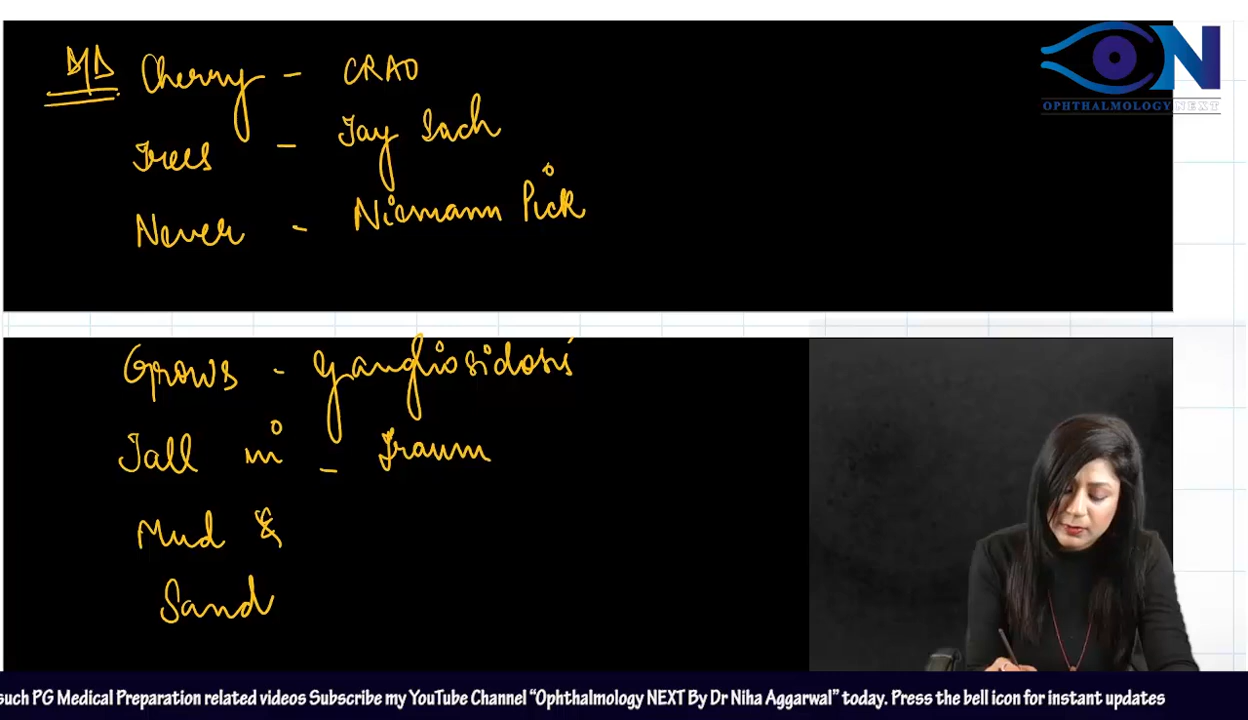 D/D Cherry - CRAO
Trees - Tay Sach
Never - Niemann Pick
Grows - gangliosidosis
Tall in - Traum
Mud &
Sand
ON
OPHTHALMOLOGY NEXT
such PG Medical Preparation related videos Subscribe my YouTube Channel "Ophthalmology NEXT By Dr Niha Aggarwal" today. Press the bell icon for instant updates